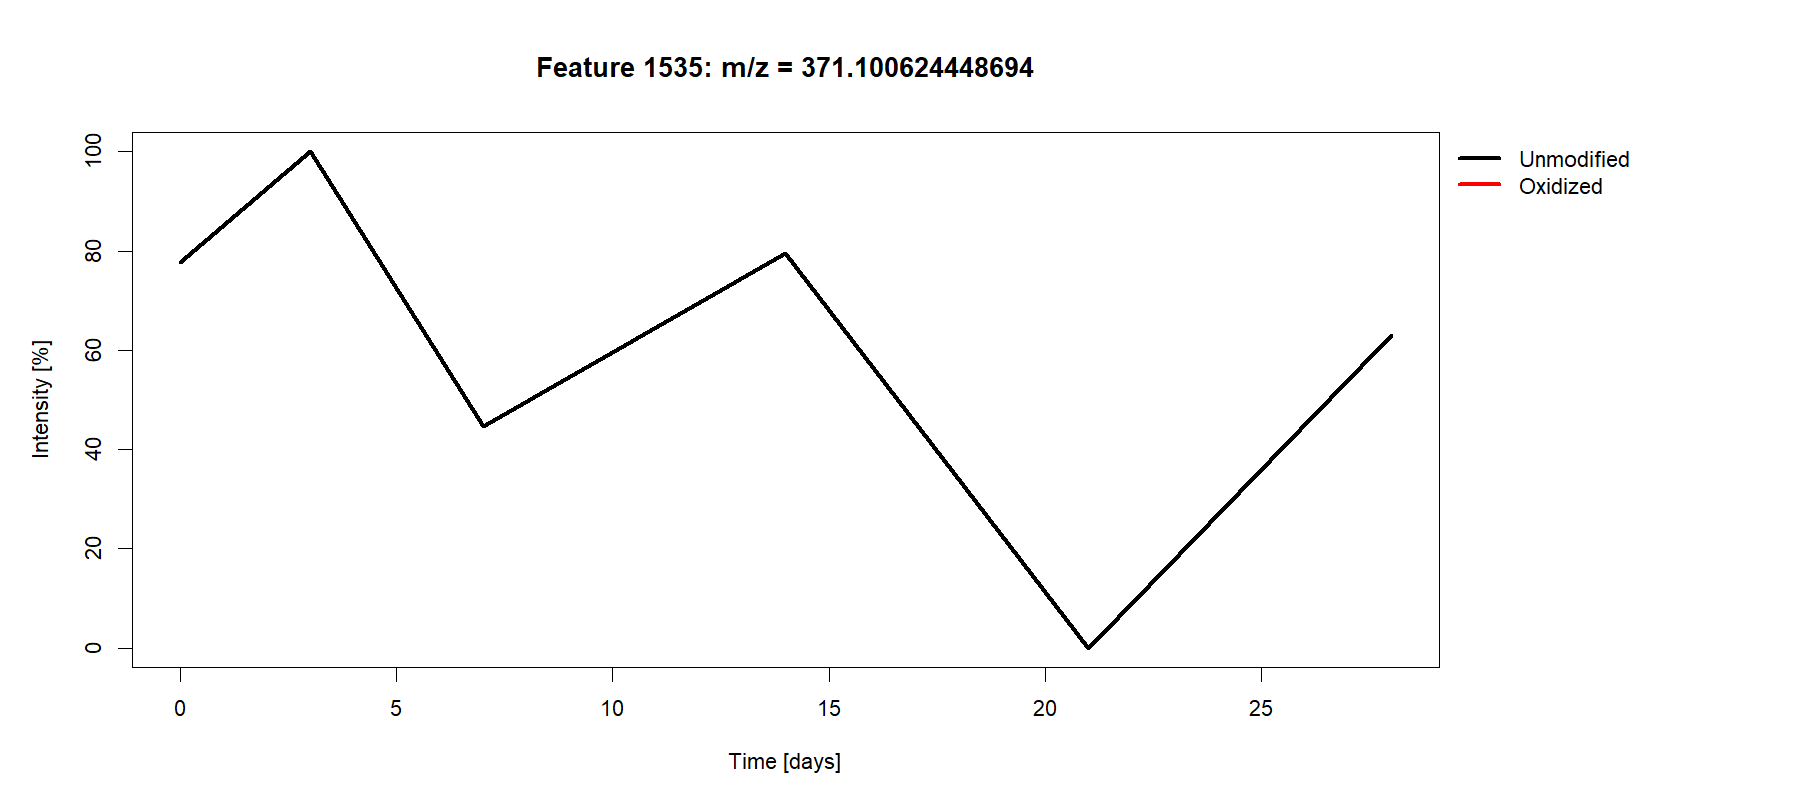 Feature 1535: m/z = 371.100624448694
100
80
60
40
20
0
Intensity [%]
0 5 10 15 20 25
Time [days]
Unmodified
Oxidized